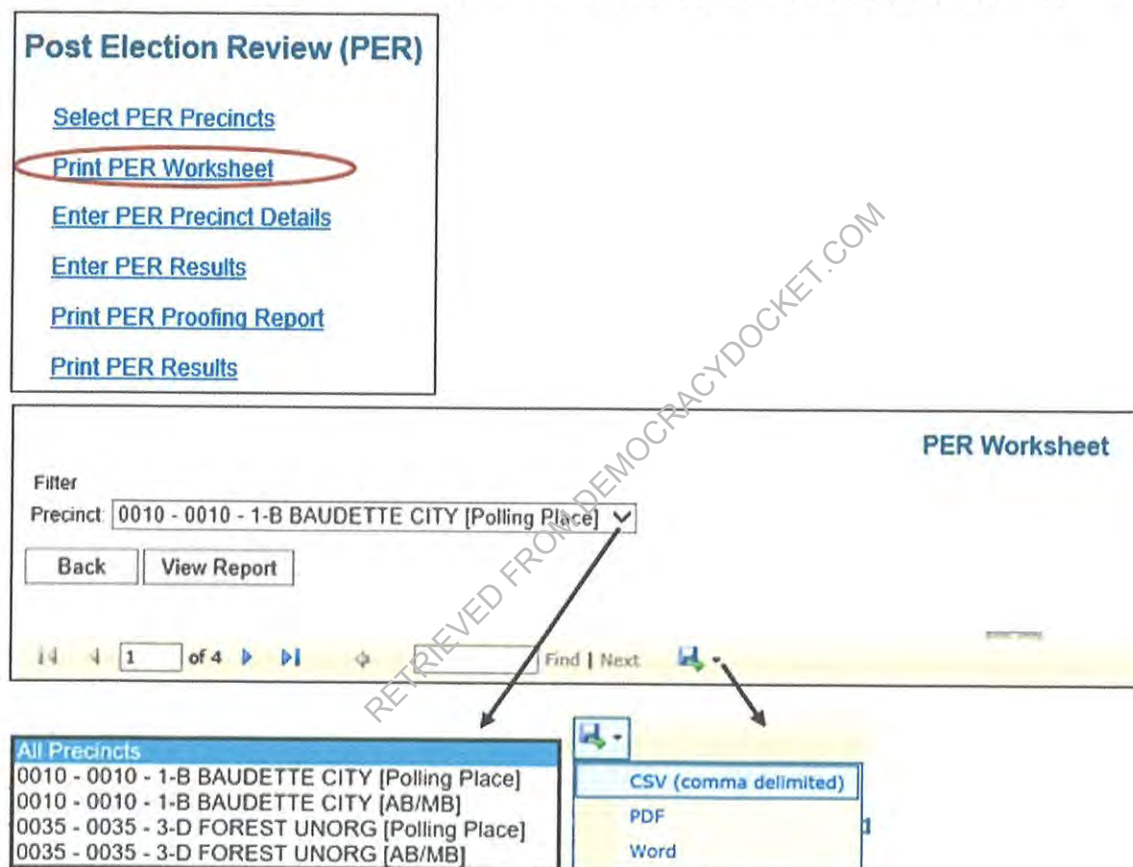 Post Election Review (PER)
Select PER Precincts
Print PER Worksheet
Enter PER Precinct Details
Enter PER Results
Print PER Proofing Report
Print PER Results
PER Worksheet
Filter
Precinct: 0010 - 0010 - 1-B BAUDETTE CITY [Polling Place]
Back View Report
1 of 4 Find | Next
All Precincts
0010 - 0010 - 1-B BAUDETTE CITY [Polling Place]
0010 - 0010 - 1-B BAUDETTE CITY [AB/MB]
0035 - 0035 - 3-D FOREST UNORG [Polling Place]
0035 - 0035 - 3-D FOREST UNORG [AB/MB]
CSV (comma delimited)
PDF
Word
RETRIEVED FROM DEMOCRACYDOCKET.COM